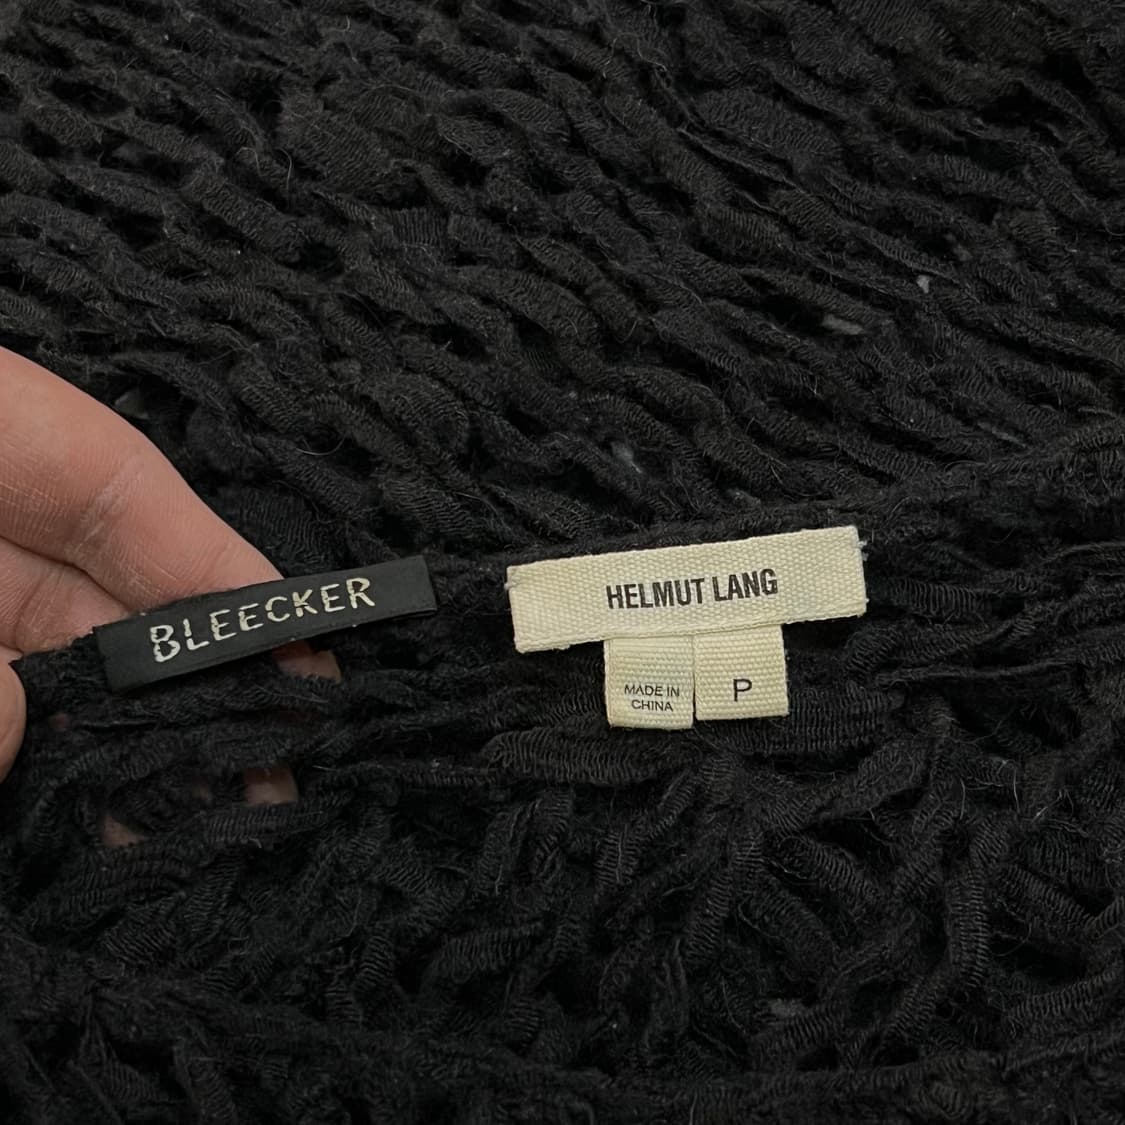 BLEECKER
HELMUT LANG
MADE IN
CHINA
P